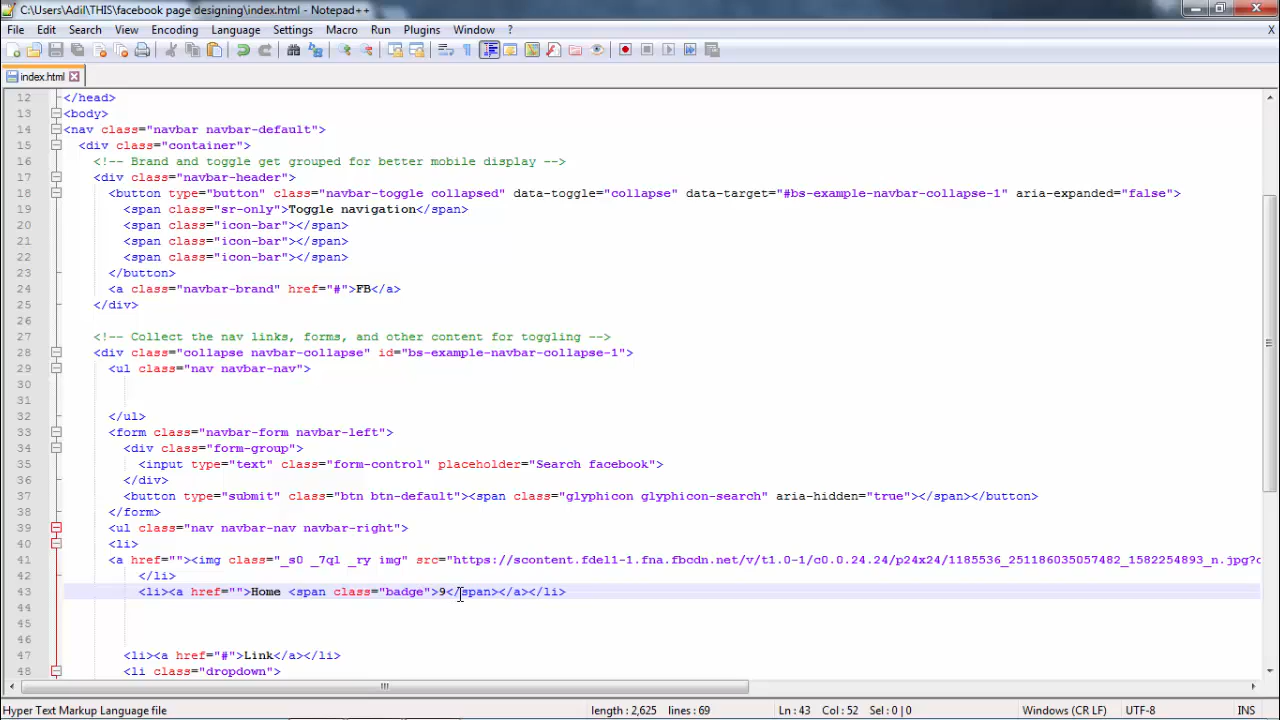 C:\Users\Adil\THIS\facebook page designing\index.html - Notepad++
File Edit Search View Encoding Language Settings Macro Run Plugins Window ? X
index.html
12 </head>
13 <body>
14 <nav class="navbar navbar-default">
15 <div class="container">
16 <!-- Brand and toggle get grouped for better mobile display -->
17 <div class="navbar-header">
18 <button type="button" class="navbar-toggle collapsed" data-toggle="collapse" data-target="#bs-example-navbar-collapse-1" aria-expanded="false">
19 <span class="sr-only">Toggle navigation</span>
20 <span class="icon-bar"></span>
21 <span class="icon-bar"></span>
22 <span class="icon-bar"></span>
23 </button>
24 <a class="navbar-brand" href="#">FB</a>
25 </div>
26
27 <!-- Collect the nav links, forms, and other content for toggling -->
28 <div class="collapse navbar-collapse" id="bs-example-navbar-collapse-1">
29 <ul class="nav navbar-nav">
30
31
32 </ul>
33 <form class="navbar-form navbar-left">
34 <div class="form-group">
35 <input type="text" class="form-control" placeholder="Search facebook">
36 </div>
37 <button type="submit" class="btn btn-default"><span class="glyphicon glyphicon-search" aria-hidden="true"></span></button>
38 </form>
39 <ul class="nav navbar-nav navbar-right">
40 <li>
41 <a href=""><img class="_s0 _7ql _ry img" src="https://scontent.fdel1-1.fna.fbcdn.net/v/t1.0-1/c0.0.24.24/p24x24/1185536_251186035057482_1582254893_n.jpg?c
42 </li>
43 <li><a href="">Home <span class="badge">9</span></a></li>
44
45
46
47 <li><a href="#">Link</a></li>
48 <li class="dropdown">
Hyper Text Markup Language file length : 2,625 lines : 69 Ln : 43 Col : 52 Sel : 0 | 0 Windows (CR LF) UTF-8 INS